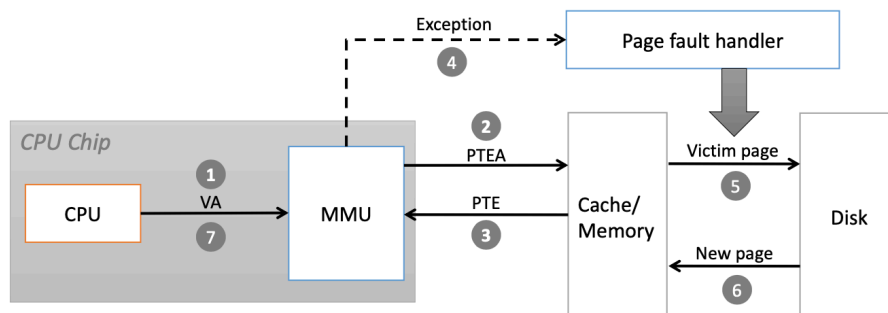 Exception
Page fault handler
4
CPU Chip
2
PTEA
Victim page
1
5
CPU
VA
MMU
PTE
Cache/
Memory
Disk
7
3
New page
6